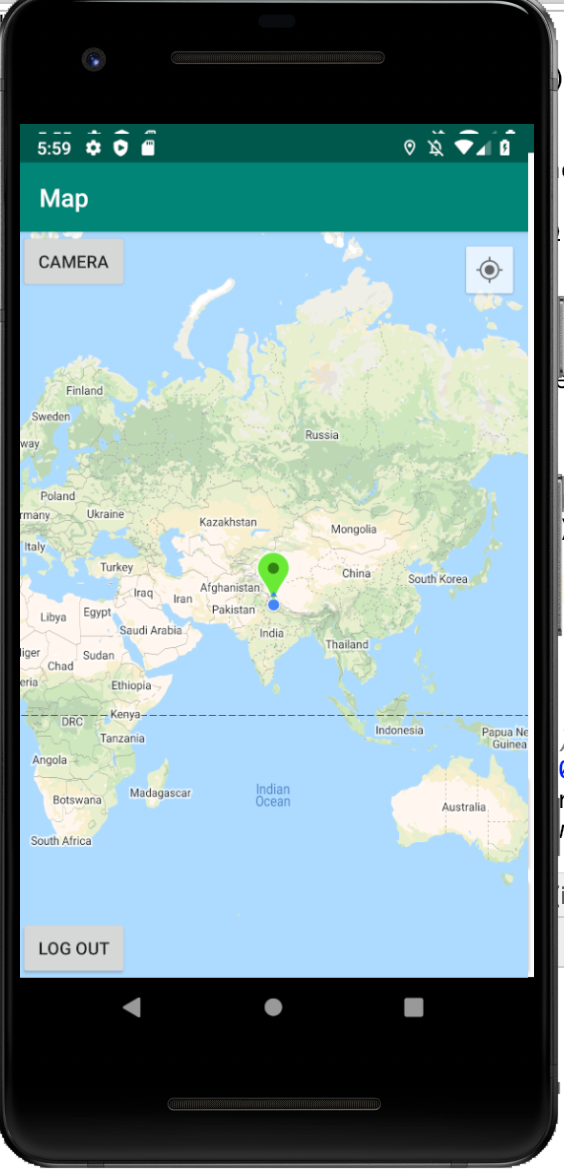 5:59
Map
CAMERA
Finland
Sweden
way
Russia
Poland
rmany
Ukraine
Kazakhstan
Mongolia
Italy
Turkey
China
South Korea
Afghanistan
Iraq
Iran
Pakistan
Libya
Egypt
India
Saudi Arabia
Thailand
iger
Chad
Sudan
eria
Ethiopia
DRC
Kenya
Indonesia
Papua Ne
Guinea
Tanzania
Angola
Madagascar
Indian
Ocean
Botswana
Australia
South Africa
LOG OUT